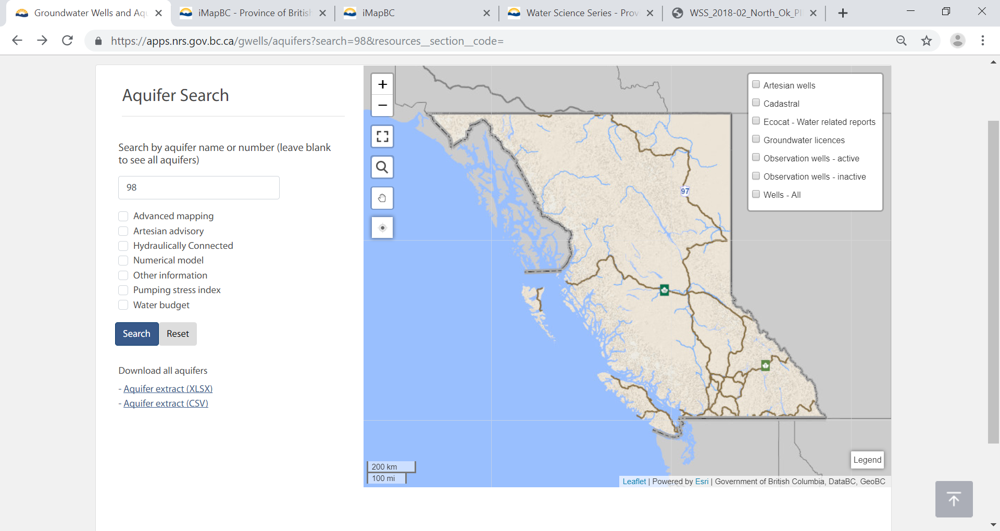 Groundwater Wells and Aqu
iMapBC - Province of British
iMapBC
Water Science Series - Prov
WSS_2018-02_North_Ok_Pl
https://apps.nrs.gov.bc.ca/gwells/aquifers?search=98&resources__section__code=
Aquifer Search
Search by aquifer name or number (leave blank
to see all aquifers)
98
Advanced mapping
Artesian advisory
Hydraulically Connected
Numerical model
Other information
Pumping stress index
Water budget
Search
Reset
Download all aquifers
- Aquifer extract (XLSX)
- Aquifer extract (CSV)
+
−
Artesian wells
Cadastral
Ecocat - Water related reports
Groundwater licences
Observation wells - active
Observation wells - inactive
Wells - All
97
200 km
100 mi
Legend
Leaflet | Powered by Esri | Government of British Columbia, DataBC, GeoBC